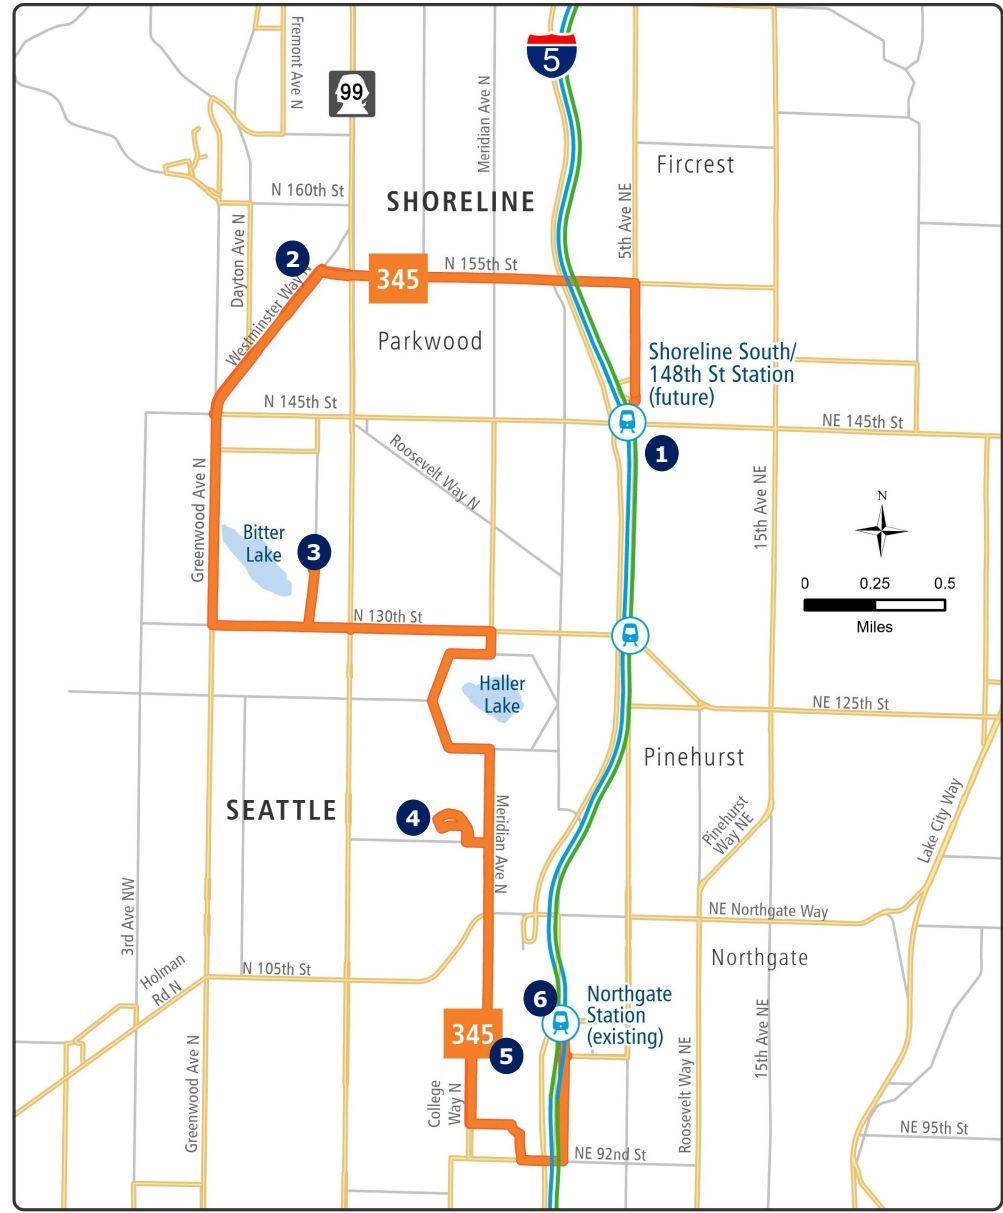 Fremont Ave N
99
Meridian Ave N
5
Fircrest
N 160th St
SHORELINE
5th Ave NE
Dayton Ave N
2
345
N 155th St
Westminster Way N
Parkwood
Shoreline South/
148th St Station
(future)
N 145th St
NE 145th St
Roosevelt Way N
1
15th Ave NE
Greenwood Ave N
N
Bitter
Lake
3
0
0.25
0.5
Miles
N 130th St
Haller
Lake
NE 125th St
Pinehurst
SEATTLE
4
Meridian Ave N
Pinehurst
Way NE
Lake City Way
3rd Ave NW
NE Northgate Way
Northgate
Holman
Rd N
N 105th St
6
Northgate
Station
(existing)
345
5
15th Ave NE
Greenwood Ave N
College
Way N
Roosevelt Way NE
NE 95th St
NE 92nd St